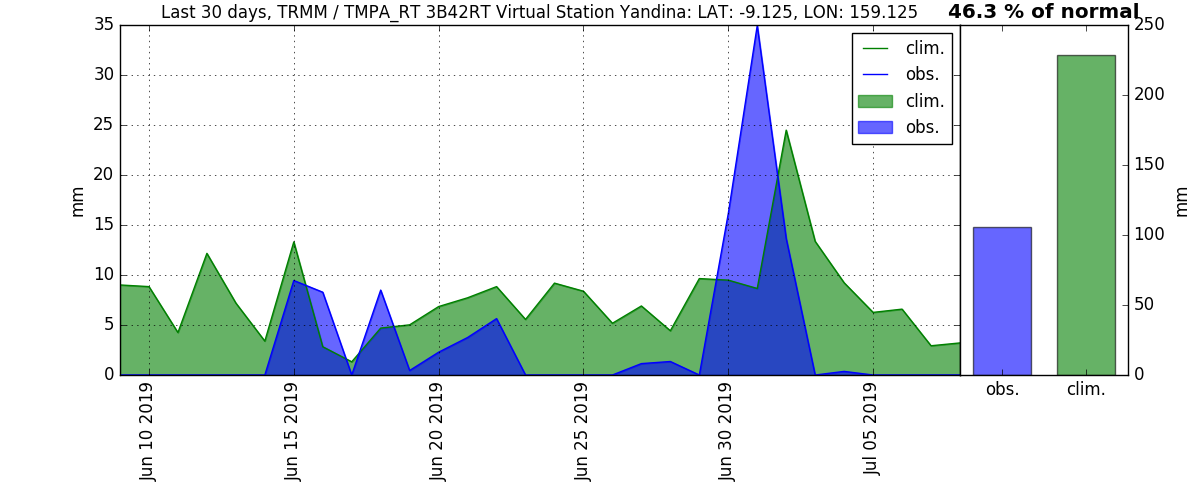 Last 30 days, TRMM / TMPA_RT 3B42RT Virtual Station Yandina: LAT: -9.125, LON: 159.125
46.3 % of normal
35
30
25
20
15
10
5
0
mm
clim.
obs.
clim.
obs.
Jun 10 2019
Jun 15 2019
Jun 20 2019
Jun 25 2019
Jun 30 2019
Jul 05 2019
250
200
150
100
50
0
mm
obs.
clim.